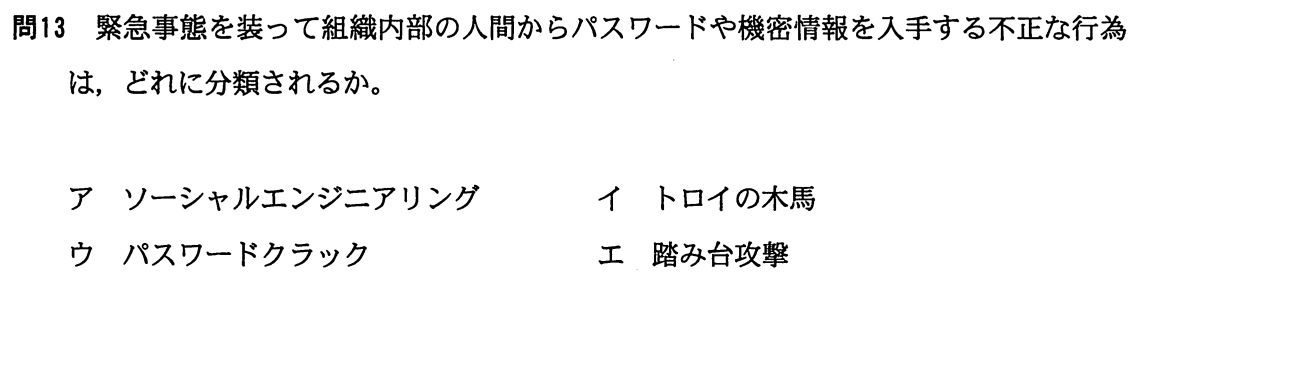 問13 緊急事態を装って組織内部の人間からパスワードや機密情報を入手する不正な行為
は，どれに分類されるか。
ア ソーシャルエンジニアリング イ トロイの木馬
ウ パスワードクラック エ 踏み台攻撃